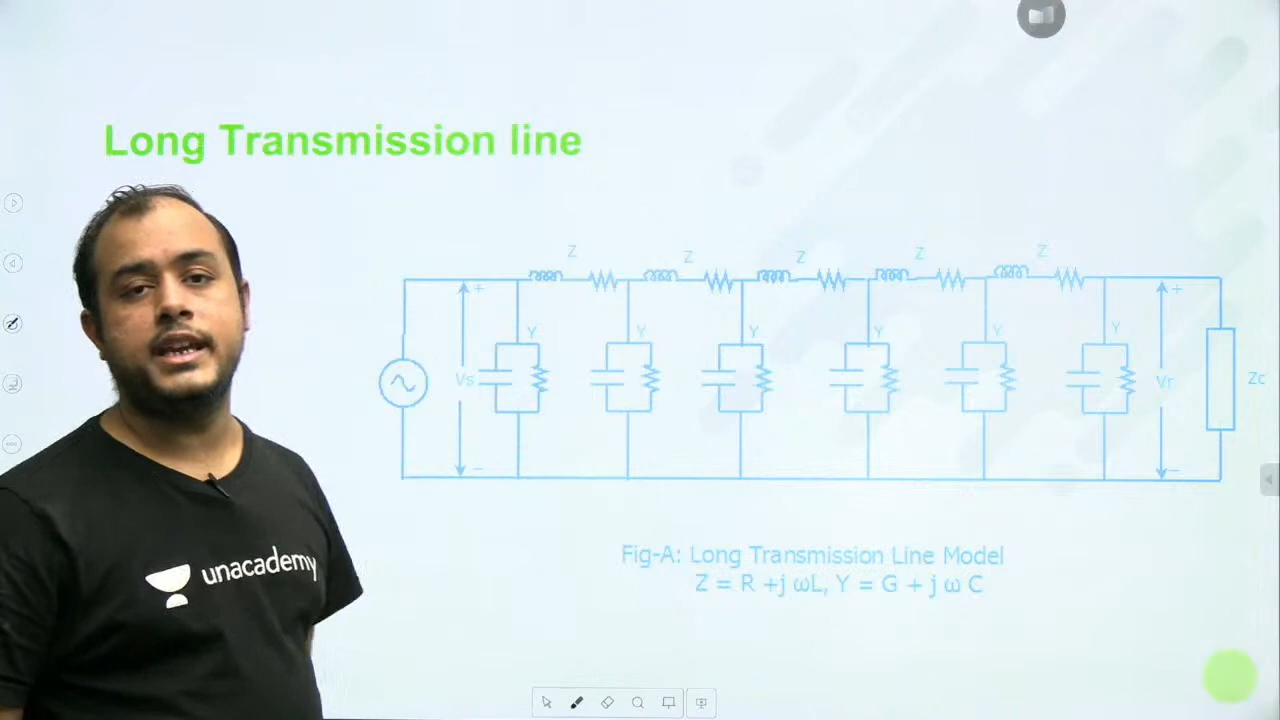 Long Transmission line
Z Z Z Z Z
+ +
Y Y Y Y Y Y
Vs Vr Zc
− −
unacademy
Fig-A: Long Transmission Line Model
Z = R +j ωL, Y = G + j ω C